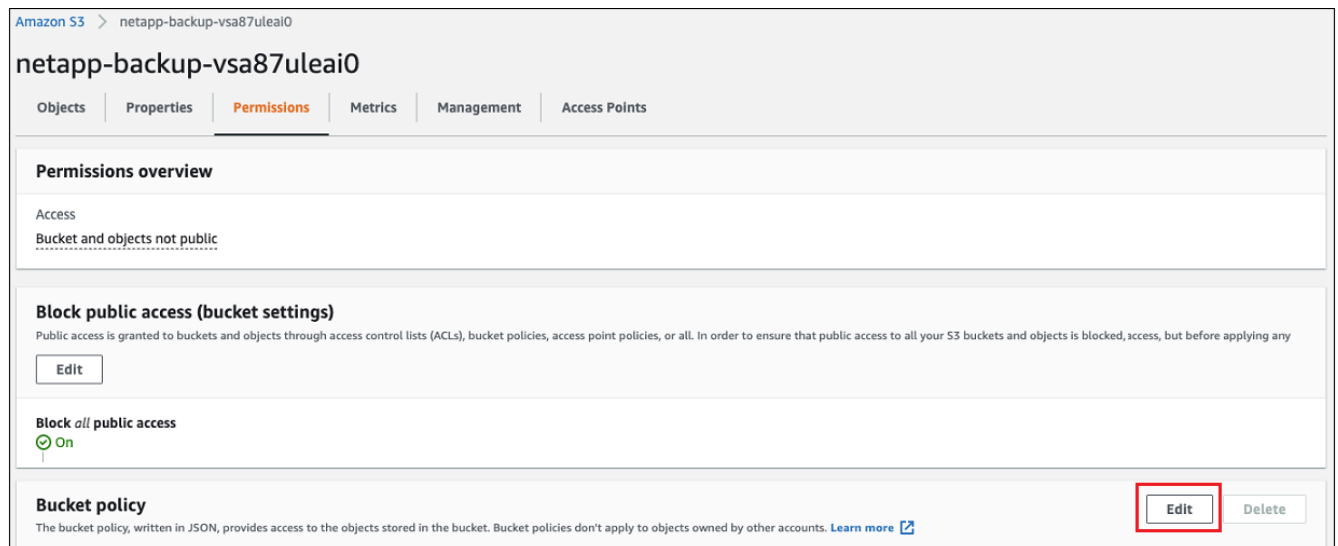 Amazon S3 > netapp-backup-vsa87uleai0
netapp-backup-vsa87uleai0
Objects Properties Permissions Metrics Management Access Points
Permissions overview
Access
Bucket and objects not public
Block public access (bucket settings)
Public access is granted to buckets and objects through access control lists (ACLs), bucket policies, access point policies, or all. In order to ensure that public access to all your S3 buckets and objects is blocked, access, but before applying any
Edit
Block all public access
On
Bucket policy
Edit Delete
The bucket policy, written in JSON, provides access to the objects stored in the bucket. Bucket policies don't apply to objects owned by other accounts. Learn more